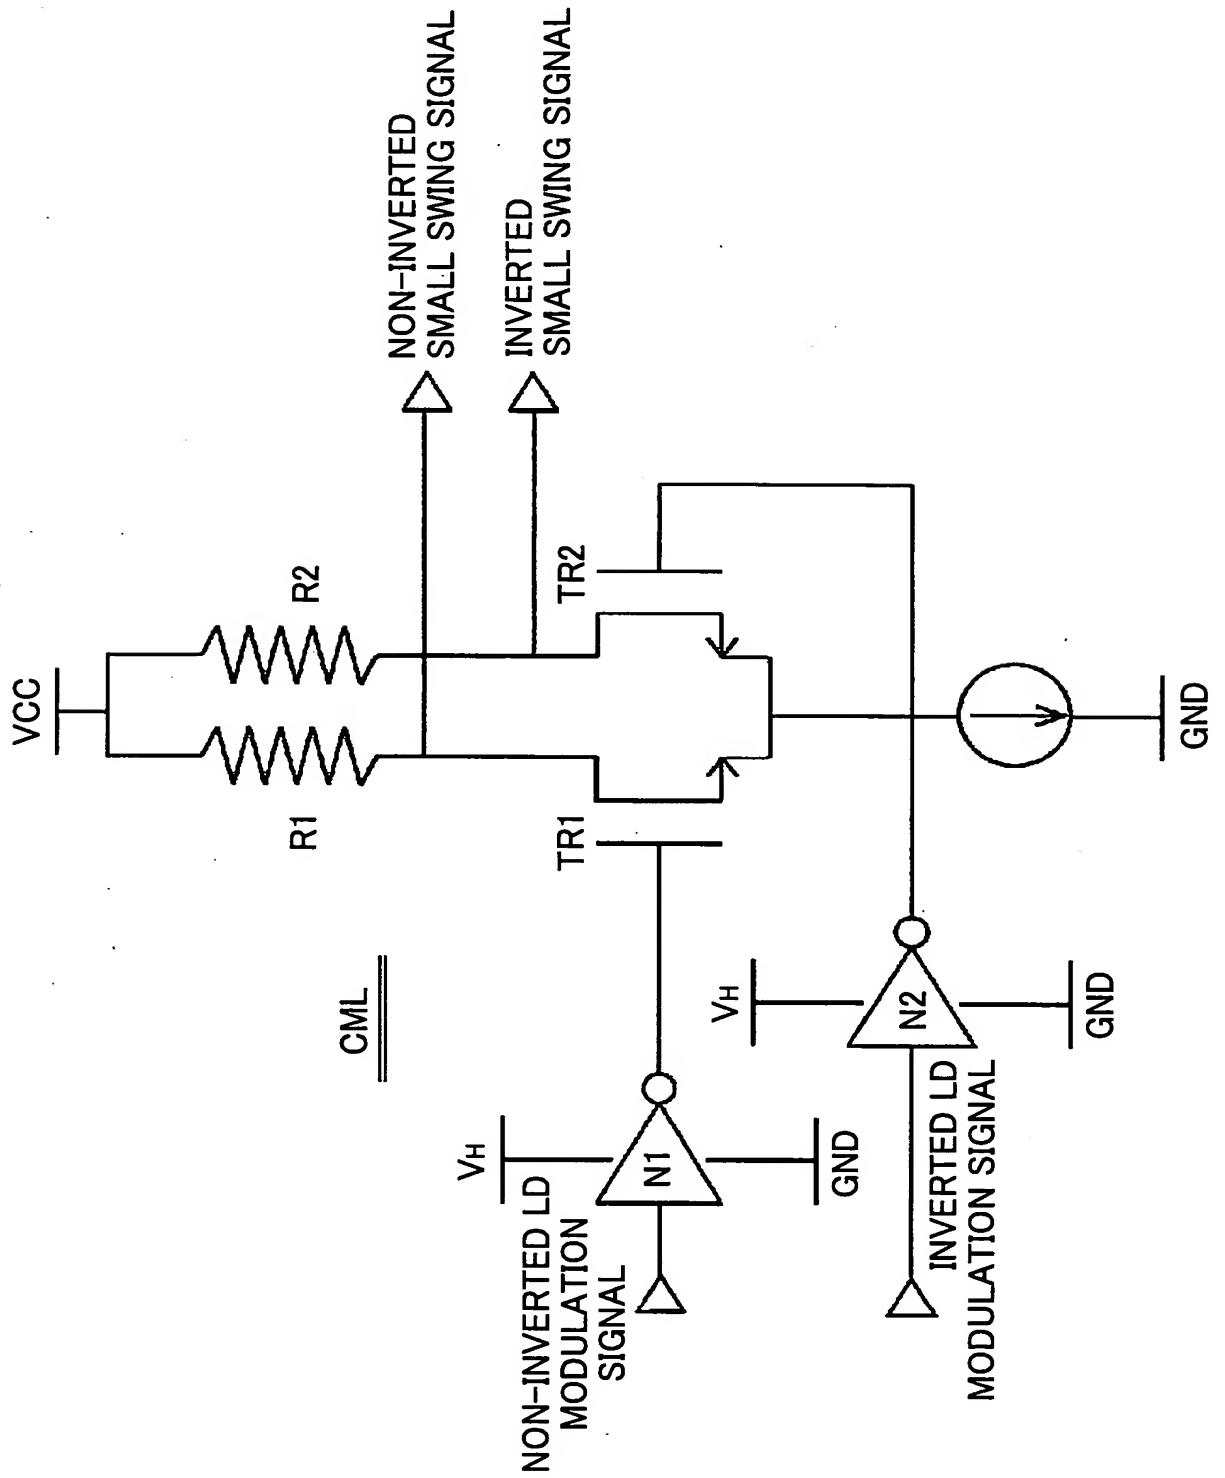 VCC
R1
R2
NON-INVERTED
SMALL SWING SIGNAL
INVERTED
SMALL SWING SIGNAL
CML
TR1
TR2
VH
NON-INVERTED LD
MODULATION
SIGNAL
N1
GND
VH
N2
INVERTED LD
MODULATION SIGNAL
GND
GND